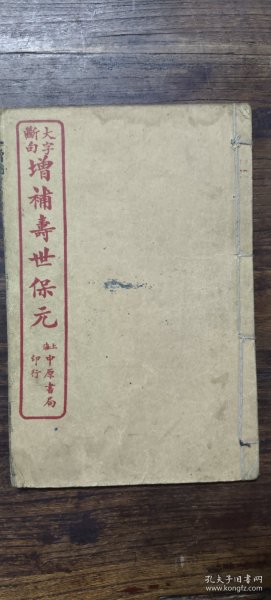 大字
斷句
增補壽世保元
上海
中原書局
印行
孔夫子旧书网
www.kongfz.com